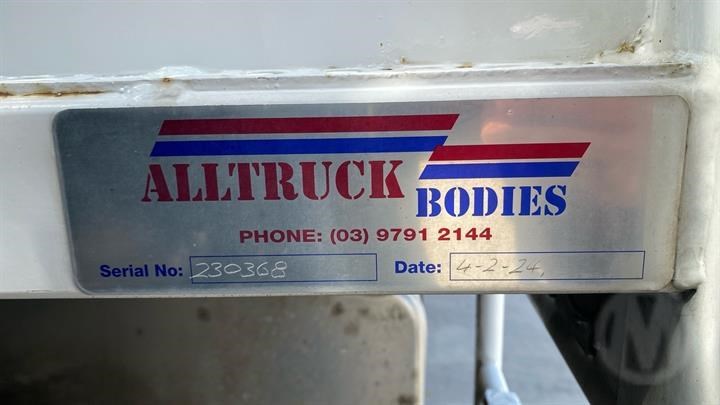 ALLTRUCK
BODIES
PHONE: (03) 9791 2144
Serial No: 230368 Date: 4-2-24,
M